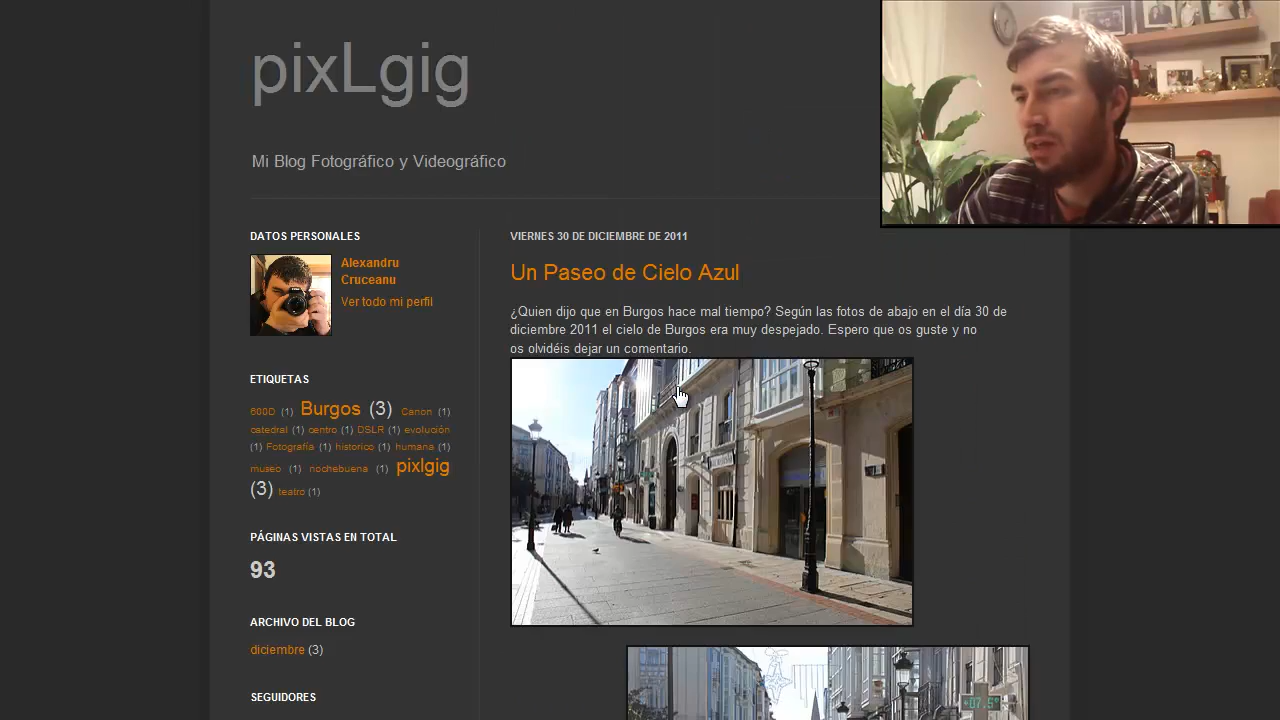 pixLgig
Mi Blog Fotográfico y Videográfico
DATOS PERSONALES
Alexandru
Cruceanu
Ver todo mi perfil
ETIQUETAS
600D (1) Burgos (3) Canon (1)
catedral (1) centro (1) DSLR (1) evolución
(1) Fotografía (1) historico (1) humana (1)
museo (1) nochebuena (1) pixlgig
(3) teatro (1)
PÁGINAS VISTAS EN TOTAL
93
ARCHIVO DEL BLOG
diciembre (3)
SEGUIDORES
VIERNES 30 DE DICIEMBRE DE 2011
Un Paseo de Cielo Azul
¿Quien dijo que en Burgos hace mal tiempo? Según las fotos de abajo en el día 30 de
diciembre 2011 el cielo de Burgos era muy despejado. Espero que os guste y no
os olvidéis dejar un comentario.